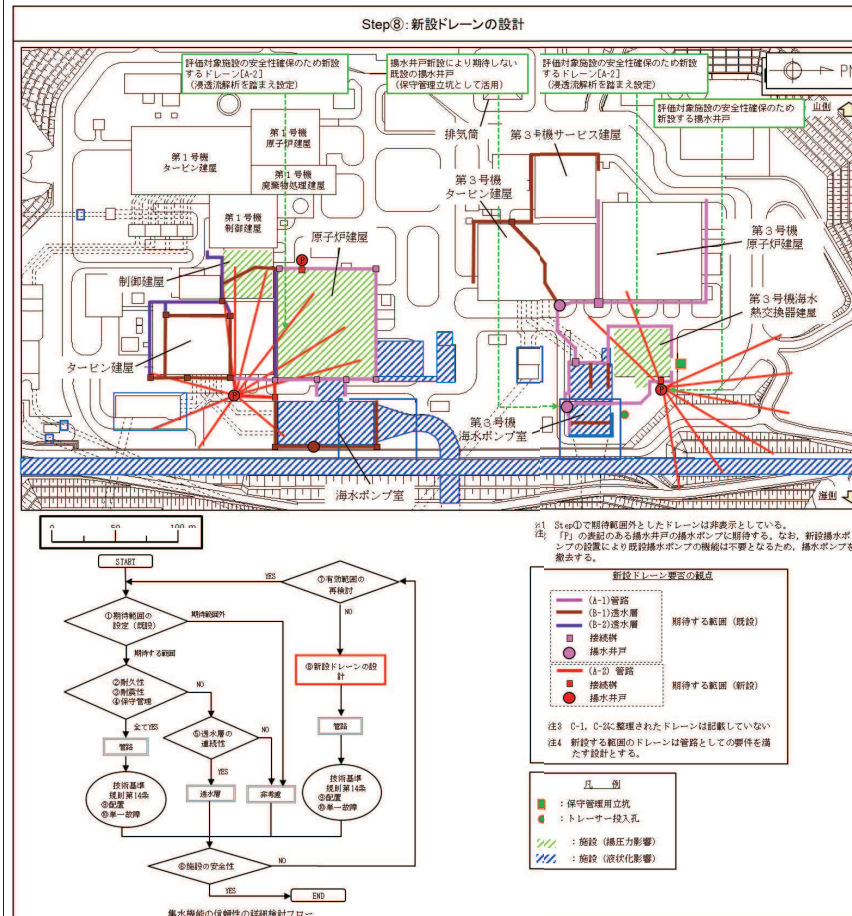 Step⑧:新設ドレーンの設計
評価対象施設の安全性確保のため新設
するドレーン[A-2]
(浸透流解析を踏まえ設定)
揚水井戸新設により期待しない
既設の揚水井戸
(保守管理立坑として活用)
評価対象施設の安全性確保のため新設
するドレーン[A-2]
(浸透流解析を踏まえ設定)
評価対象施設の安全性確保のため
新設する揚水井戸
PN
山側
排気筒
第3号機サービス建屋
第1号機
タービン建屋
第1号機
原子炉建屋
第1号機
廃棄物処理建屋
第1号機
制御建屋
原子炉建屋
制御建屋
タービン建屋
第3号機
タービン建屋
第3号機
原子炉建屋
第3号機海水
熱交換器建屋
第3号機
海水ポンプ室
海水ポンプ室
海側
P
P
P
0 50 100 m
注1 Step①で期待範囲外としたドレーンは非表示としている。
注2 「P」の表記のある揚水井戸の揚水ポンプに期待する。なお,新設揚水ポ
ンプの設置により既設揚水ポンプの機能は不要となるため,揚水ポンプを
撤去する。
新設ドレーン要否の観点
(A-1)管路
(B-1)透水層
(B-2)透水層
接続桝
揚水井戸
期待する範囲(既設)
(A-2) 管路
接続桝
揚水井戸
期待する範囲(新設)
注3 C-1, C-2に整理されたドレーンは記載していない
注4 新設する範囲のドレーンは管路としての要件を満
たす設計とする。
凡 例
:保守管理用立坑
:トレーサー投入孔
:施設(揚圧力影響)
:施設(液状化影響)
START
YES
⑦有効範囲の
再検討
NO
①期待範囲の
設定(既設)
期待範囲外
期待する範囲
⑧新設ドレーンの設
計
②耐久性
③耐震性
④保守管理
NO
全てYES
管路
⑤透水層の
連続性
NO
YES
透水層
非考慮
管路
技術基準
規則第14条
⑨配置
⑩単一故障
技術基準
規則第14条
⑨配置
⑩単一故障
⑥施設の安全性
NO
YES
END
集水機能の信頼性の詳細検討フロー